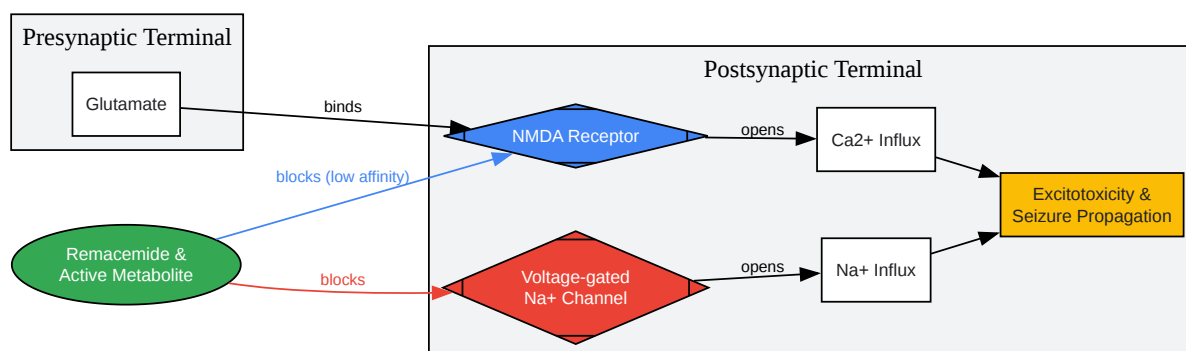 Presynaptic Terminal
Glutamate
binds
Postsynaptic Terminal
NMDA Receptor
opens
Ca2+ Influx
blocks (low affinity)
Excitotoxicity &
Seizure Propagation
Remacemide &
Active Metabolite
blocks
Voltage-gated
Na+ Channel
opens
Na+ Influx